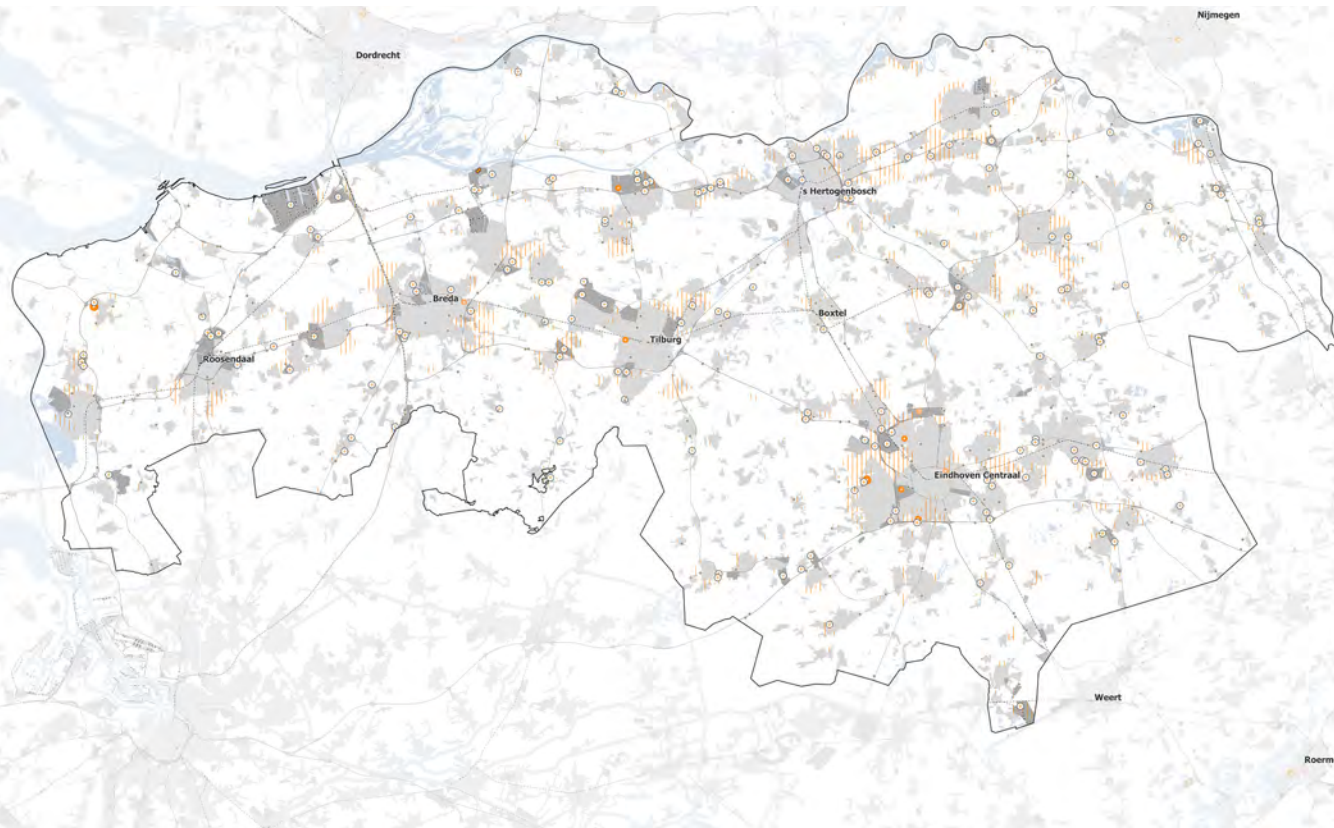 Nijmegen
Dordrecht
's Hertogenbosch
Breda
Tilburg
Boxtel
Roosendaal
Eindhoven Centraal
Weert
Roerm